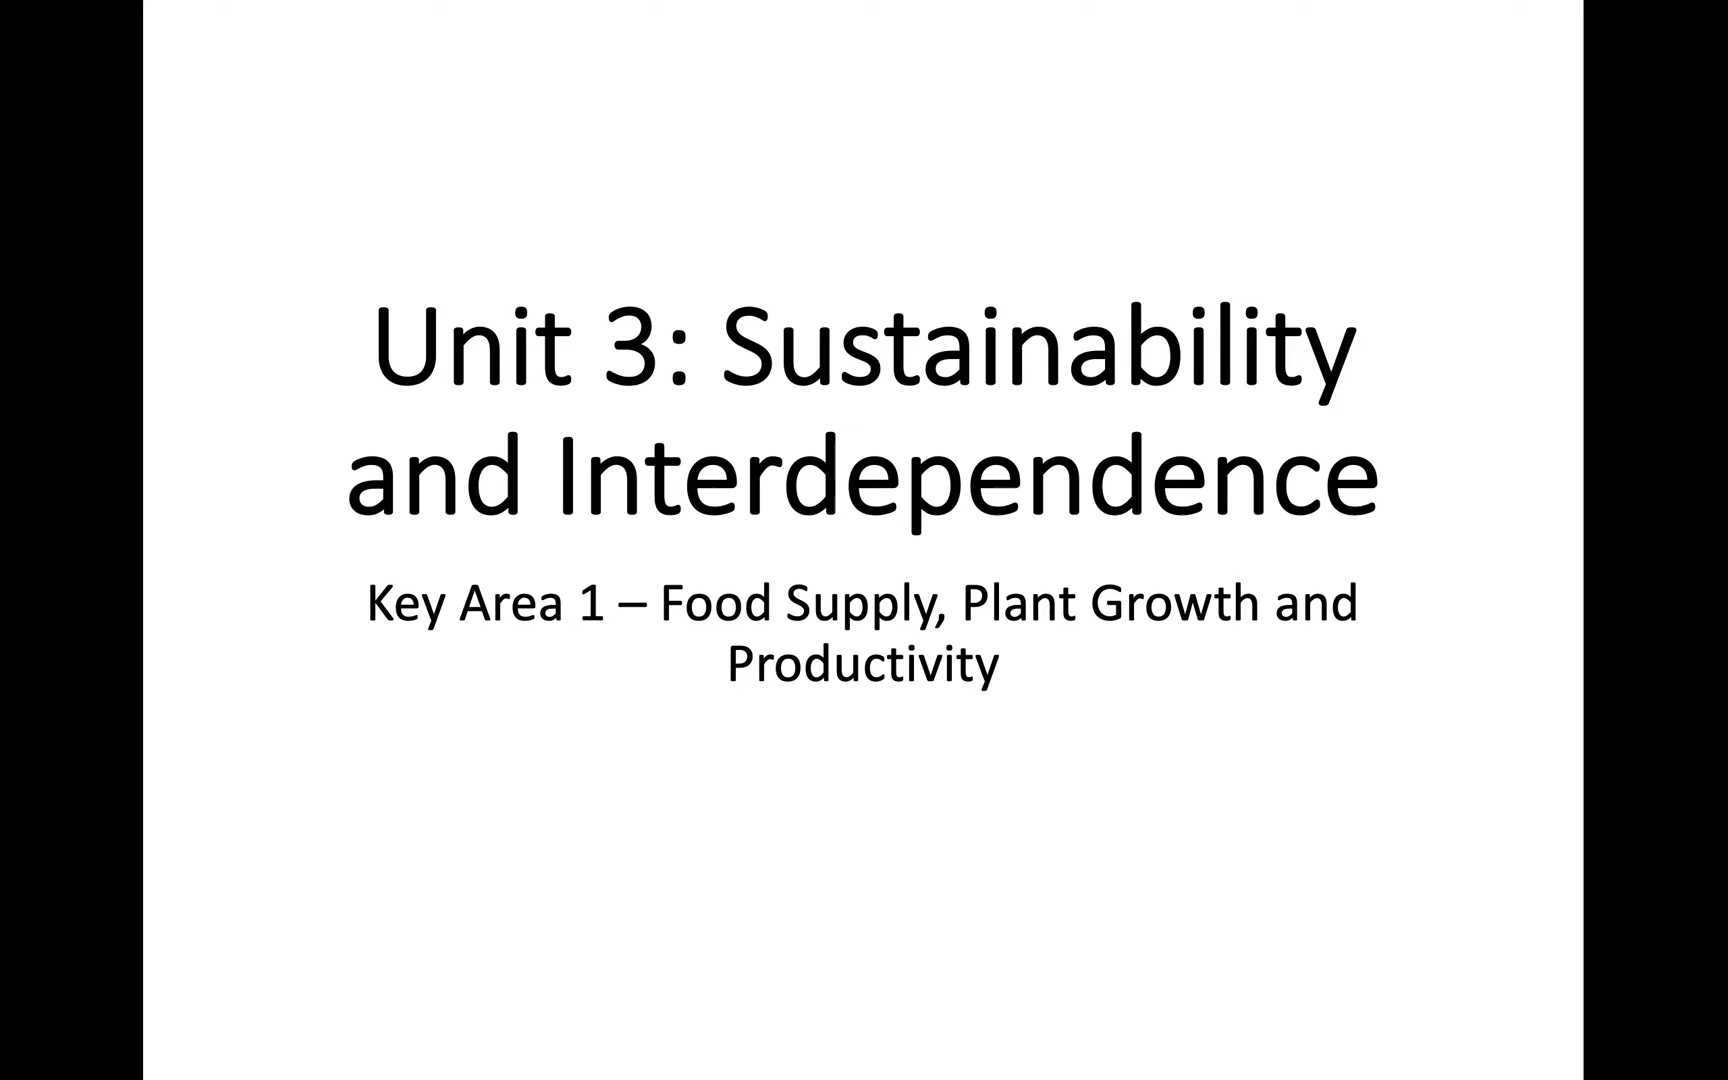 Unit 3: Sustainability
and Interdependence
Key Area 1 – Food Supply, Plant Growth and
Productivity